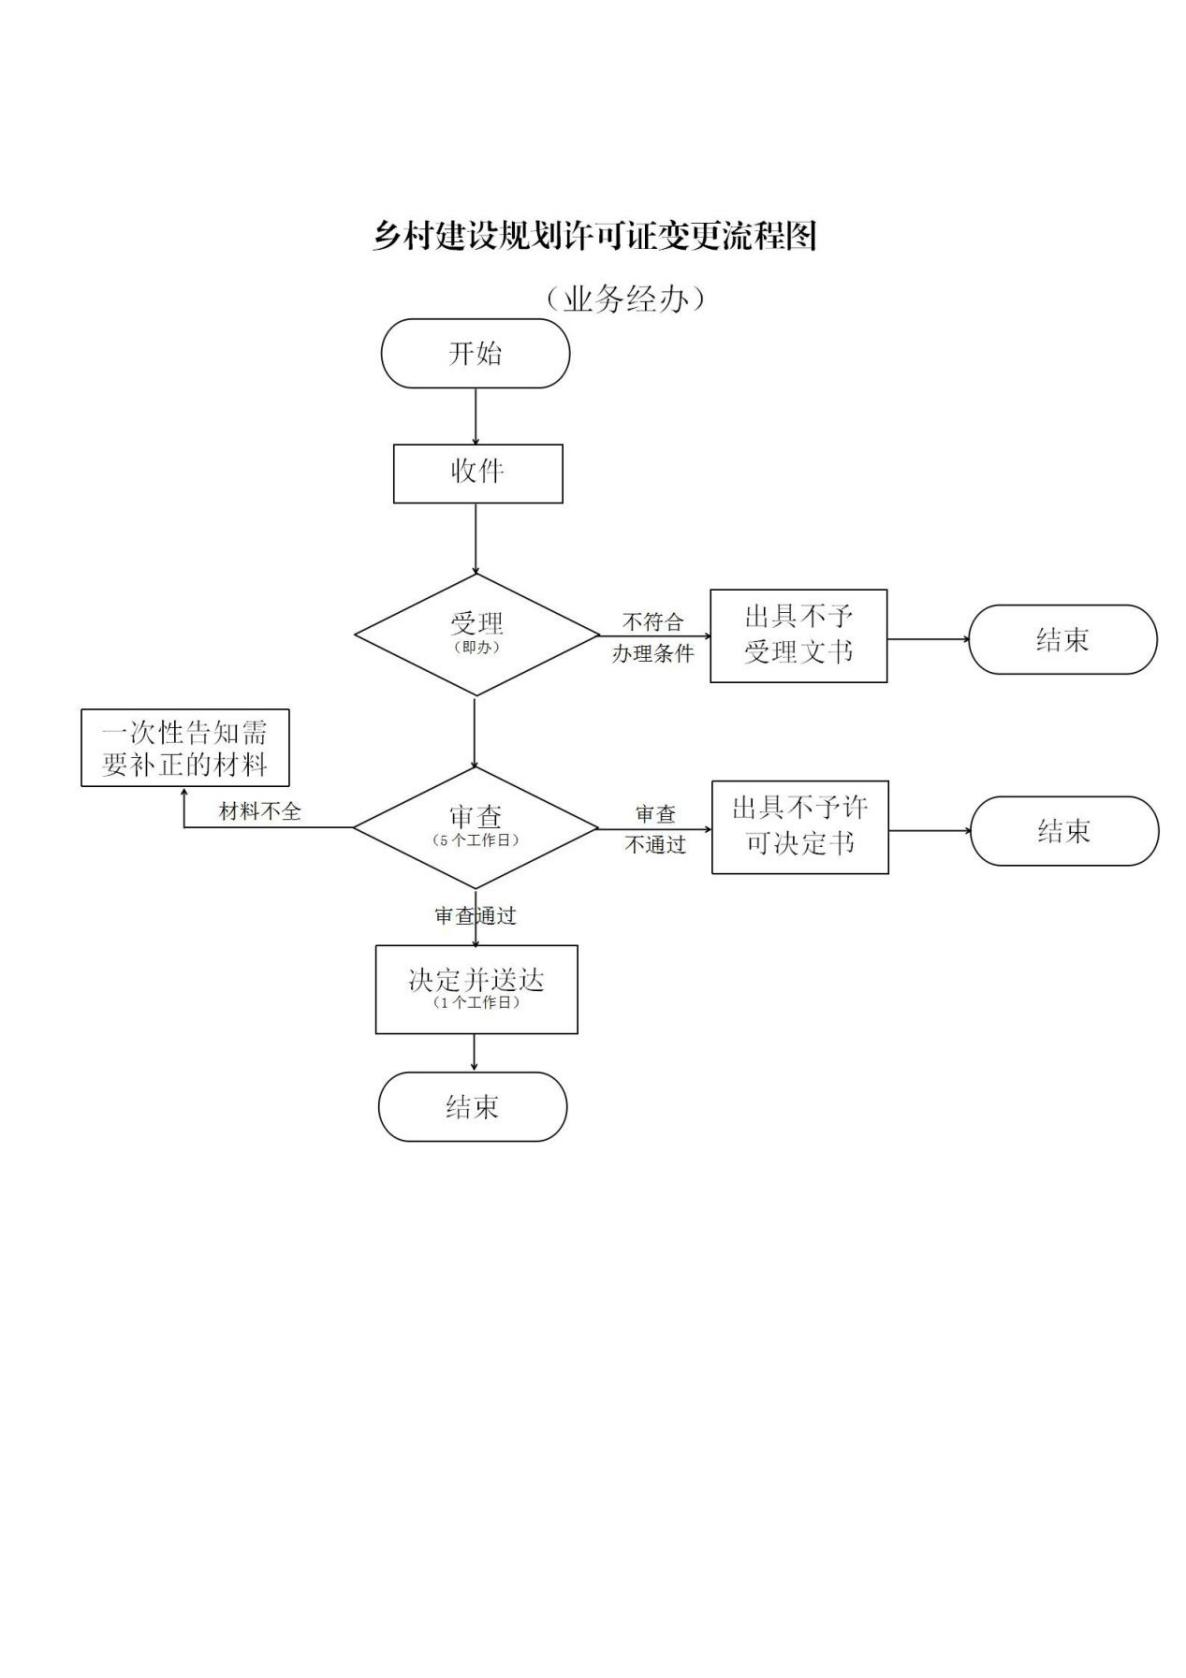 乡村建设规划许可证变更流程图
（业务经办）
开始
收件
受理
（即办）
不符合
办理条件
出具不予
受理文书
结束
一次性告知需
要补正的材料
材料不全
审查
（5个工作日）
审查
不通过
出具不予许
可决定书
结束
审查通过
决定并送达
（1个工作日）
结束